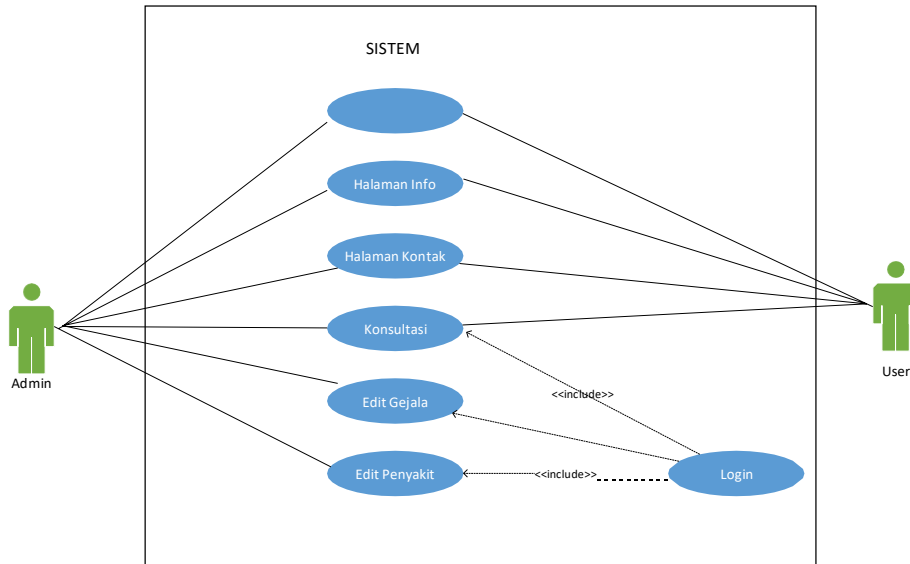 SISTEM
Halaman Info
Halaman Kontak
Konsultasi
Admin
User
Edit Gejala
<<include>>
Edit Penyakit
<<include>>
Login